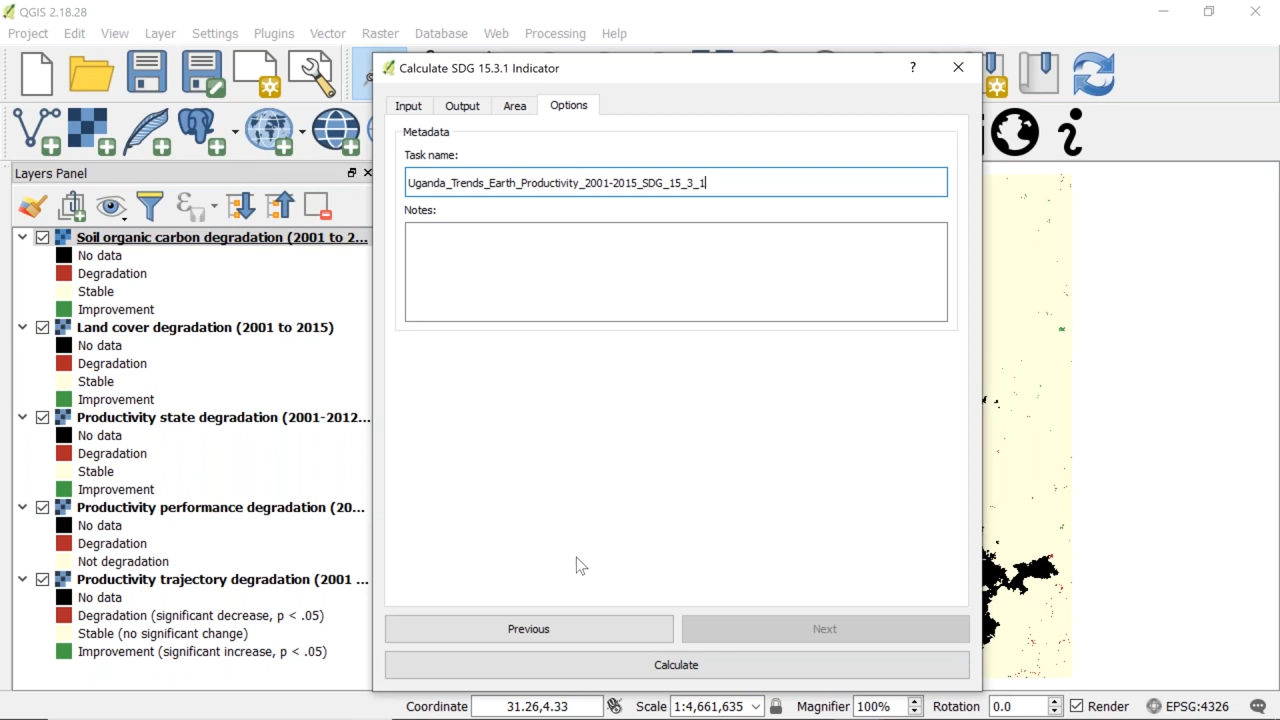 QGIS 2.18.28
Project Edit View Layer Settings Plugins Vector Raster Database Web Processing Help
Calculate SDG 15.3.1 Indicator ?
Input Output Area Options
Metadata
Task name:
Uganda_Trends_Earth_Productivity_2001-2015_SDG_15_3_1
Notes:
Previous Next
Calculate
Layers Panel
Soil organic carbon degradation (2001 to 2...
No data
Degradation
Stable
Improvement
Land cover degradation (2001 to 2015)
No data
Degradation
Stable
Improvement
Productivity state degradation (2001-2012...
No data
Degradation
Stable
Improvement
Productivity performance degradation (20...
No data
Degradation
Not degradation
Productivity trajectory degradation (2001 ...
No data
Degradation (significant decrease, p < .05)
Stable (no significant change)
Improvement (significant increase, p < .05)
Coordinate 31.26,4.33 Scale 1:4,661,635 Magnifier 100% Rotation 0.0 Render EPSG:4326